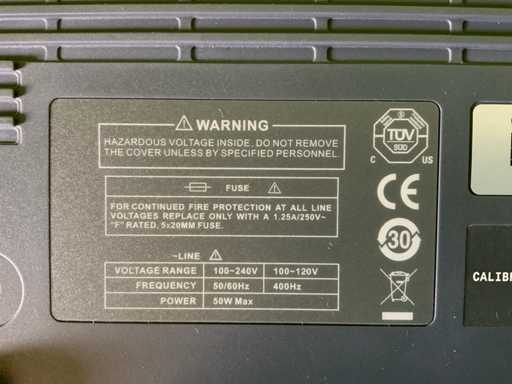 WARNING
HAZARDOUS VOLTAGE INSIDE. DO NOT REMOVE
THE COVER UNLESS BY SPECIFIED PERSONNEL.
FUSE
FOR CONTINUED FIRE PROTECTION AT ALL LINE
VOLTAGES REPLACE ONLY WITH A 1.25A/250V~
"F" RATED, 5x20MM FUSE.
~LINE
VOLTAGE RANGE 100~240V 100~120V
FREQUENCY 50/60Hz 400Hz
POWER 50W Max
TÜV
SÜD
C US
CE
30
CALIB